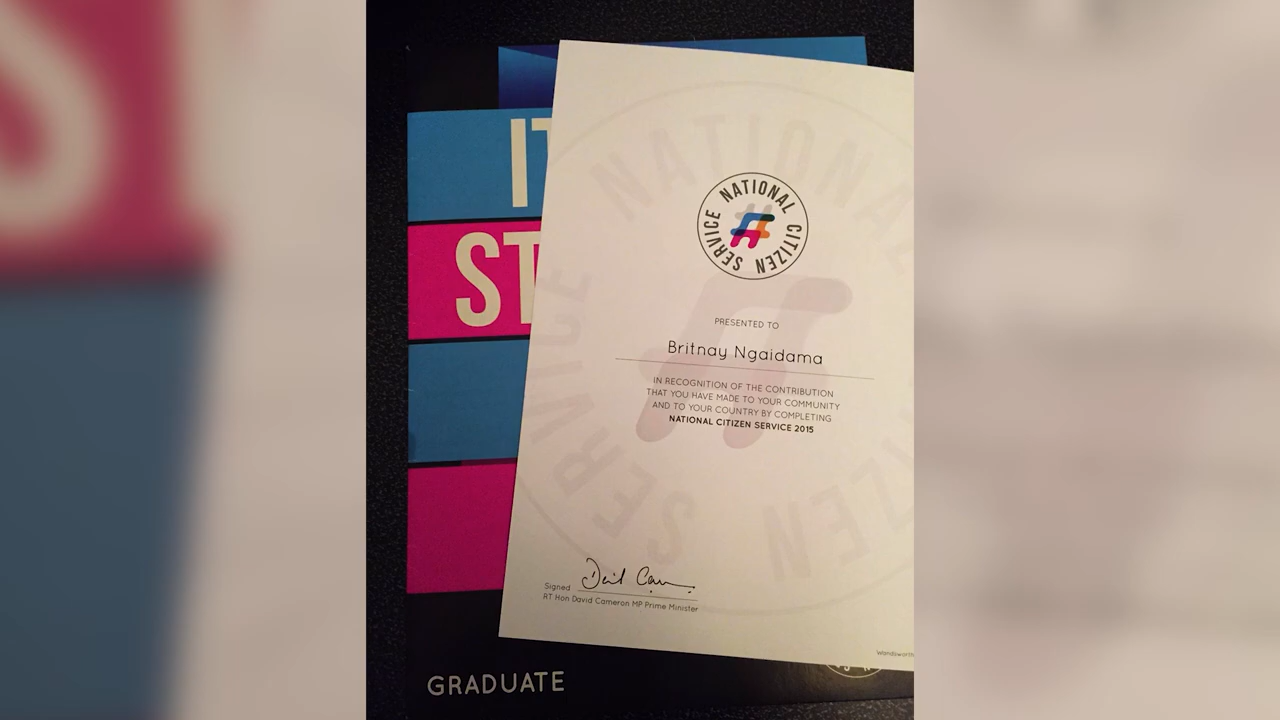 IT
ST
NATIONAL CITIZEN SERVICE
PRESENTED TO
Britnay Ngaidama
IN RECOGNITION OF THE CONTRIBUTION
THAT YOU HAVE MADE TO YOUR COMMUNITY
AND TO YOUR COUNTRY BY COMPLETING
NATIONAL CITIZEN SERVICE 2015
Signed
RT Hon David Cameron MP Prime Minister
Wandsworth
GRADUATE